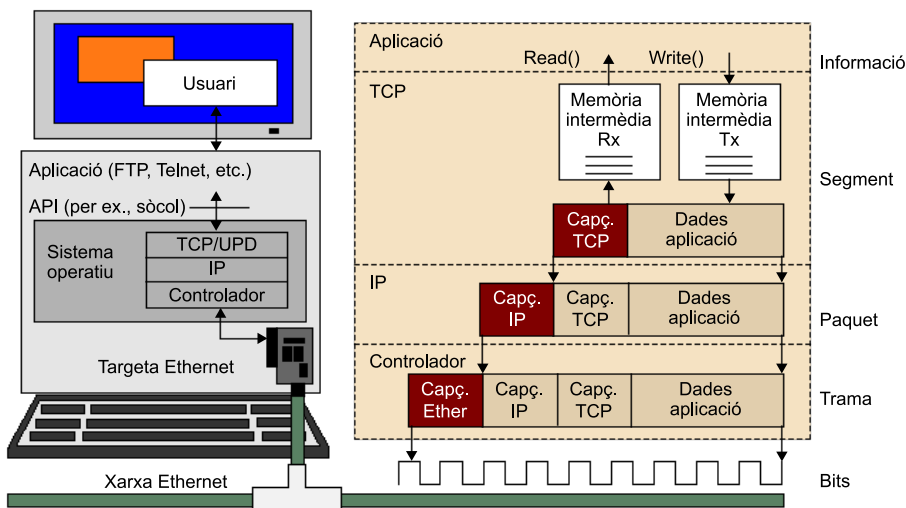 Usuari
Aplicació (FTP, Telnet, etc.)
API (per ex., sòcol)
Sistema
operatiu
TCP/UPD
IP
Controlador
Targeta Ethernet
Xarxa Ethernet
Aplicació
Read()
Write()
Informació
TCP
Memòria
intermèdia
Rx
Memòria
intermèdia
Tx
Segment
Capç.
TCP
Dades
aplicació
IP
Capç.
IP
Capç.
TCP
Dades
aplicació
Paquet
Controlador
Capç.
Ether
Capç.
IP
Capç.
TCP
Dades
aplicació
Trama
Bits